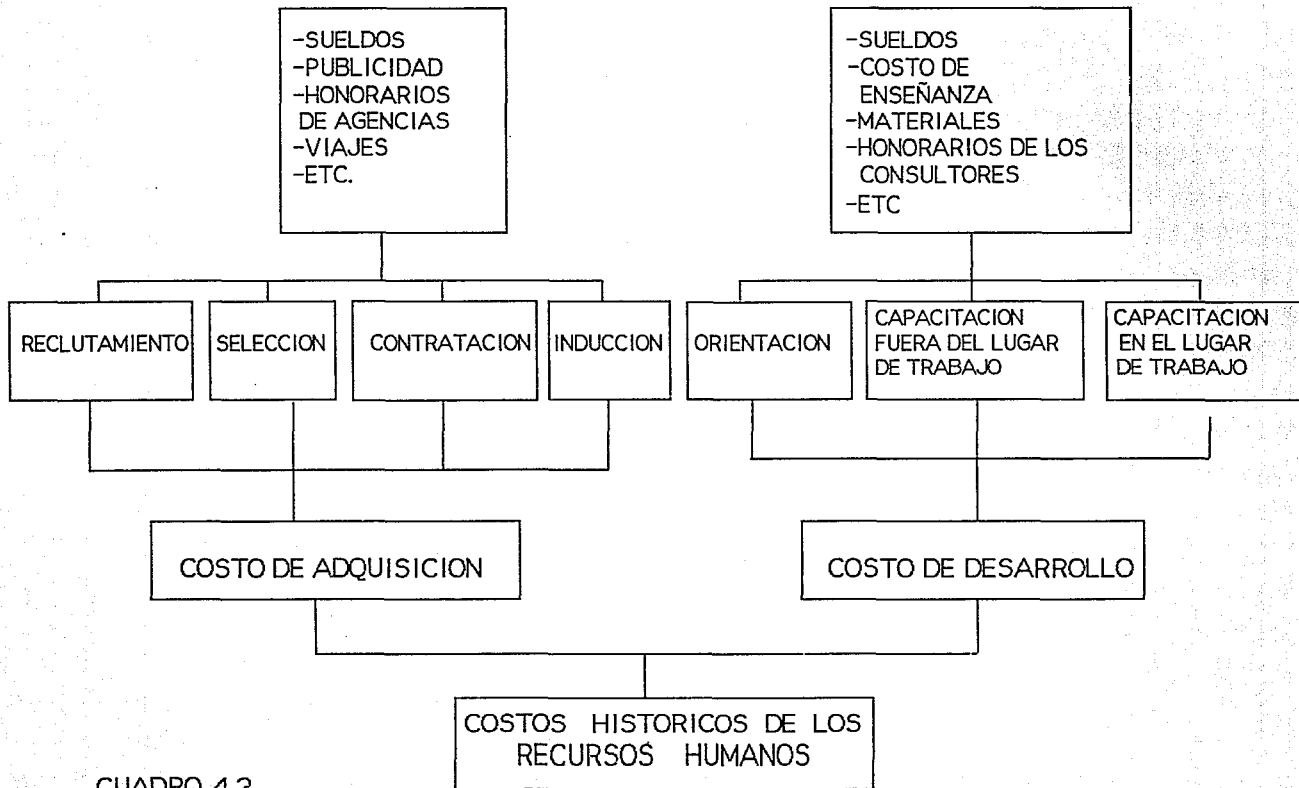 -SUELDOS
-PUBLICIDAD
-HONORARIOS
DE AGENCIAS
-VIAJES
-ETC.
-SUELDOS
-COSTO DE
ENSEÑANZA
-MATERIALES
-HONORARIOS DE LOS
CONSULTORES
-ETC
RECLUTAMIENTO
SELECCION
CONTRATACION
INDUCCION
ORIENTACION
CAPACITACION
FUERA DEL LUGAR
DE TRABAJO
CAPACITACION
EN EL LUGAR
DE TRABAJO
COSTO DE ADQUISICION
COSTO DE DESARROLLO
COSTOS HISTORICOS DE LOS
RECURSOS HUMANOS
CUADRO